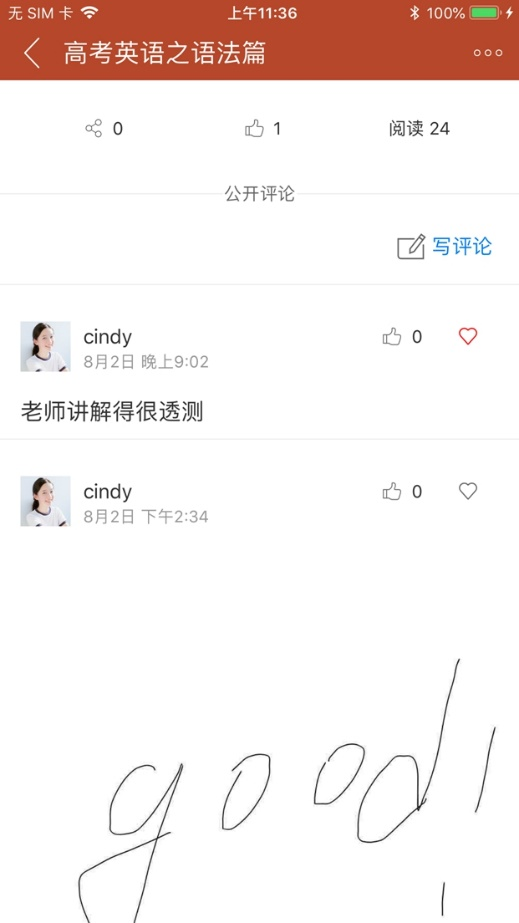 无 SIM 卡 上午11:36 100%
高考英语之语法篇
0 1 阅读 24
公开评论
写评论
cindy 0
8月2日 晚上9:02
老师讲解得很透测
cindy 0
8月2日 下午2:34
good!